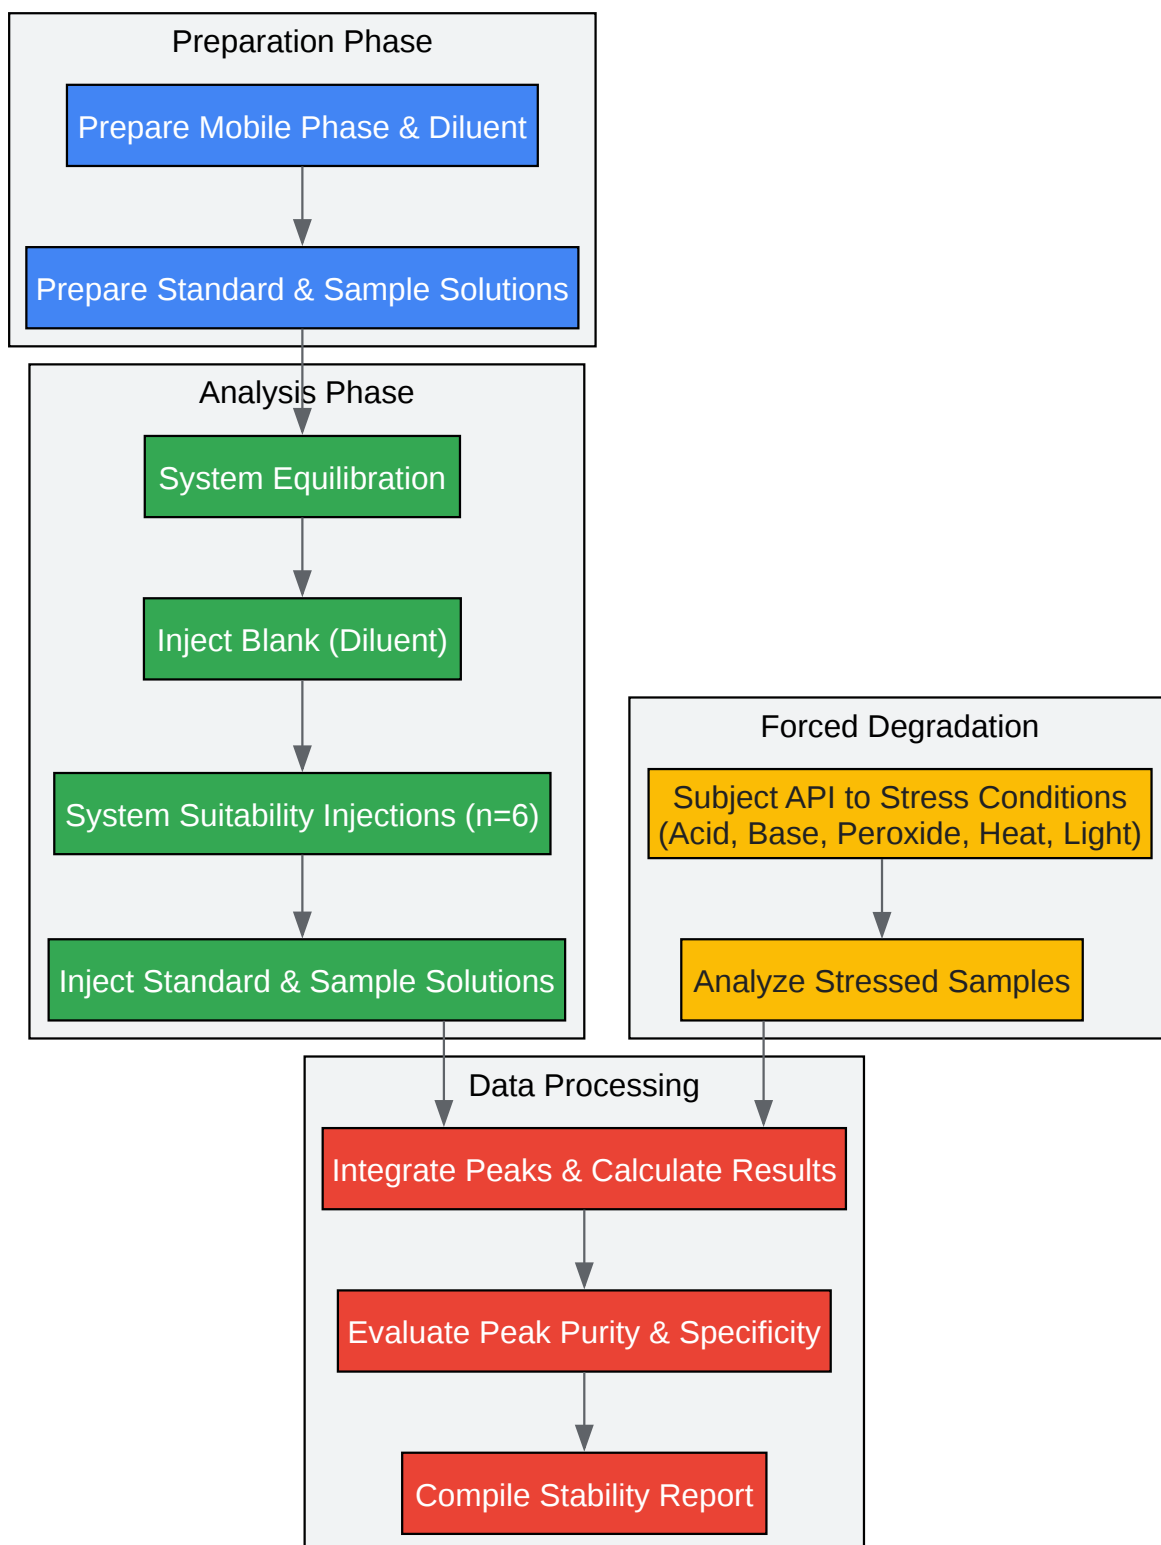 Preparation Phase
Prepare Mobile Phase & Diluent
Prepare Standard & Sample Solutions
Analysis Phase
System Equilibration
Inject Blank (Diluent)
System Suitability Injections (n=6)
Inject Standard & Sample Solutions
Forced Degradation
Subject API to Stress Conditions
(Acid, Base, Peroxide, Heat, Light)
Analyze Stressed Samples
Data Processing
Integrate Peaks & Calculate Results
Evaluate Peak Purity & Specificity
Compile Stability Report